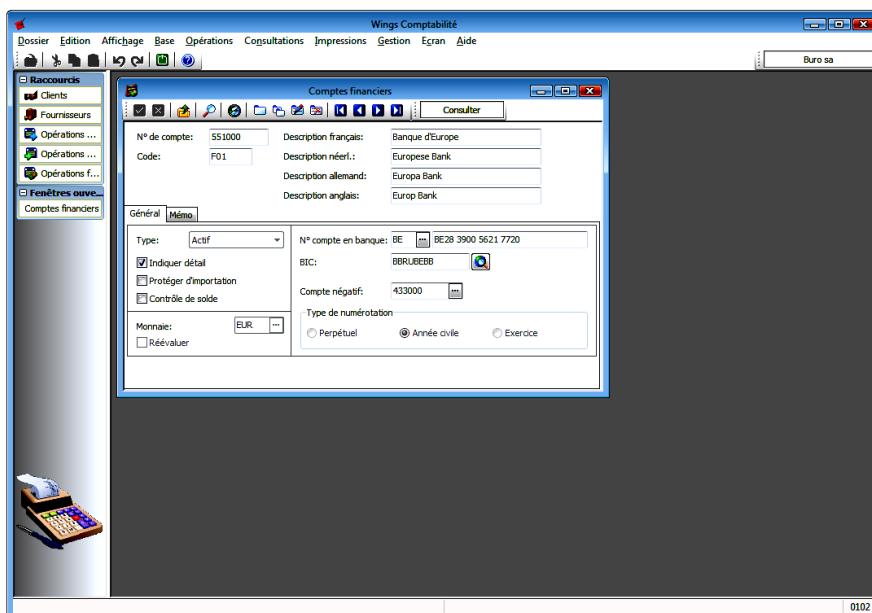 Wings Comptabilité
Dossier Edition Affichage Base Opérations Consultations Impressions Gestion Ecran Aide
Buro sa
Raccourcis
Clients
Fournisseurs
Opérations ...
Opérations ...
Opérations f...
Fenêtres ouve...
Comptes financiers
Comptes financiers
Consulter
N° de compte: 551000 Description français: Banque d'Europe
Code: F01 Description néerl.: Europese Bank
Description allemand: Europa Bank
Description anglais: Europ Bank
Général Mémo
Type: Actif N° compte en banque: BE ... BE28 3900 5621 7720
Indiquer détail BIC: BBRUBEBB
Protéger d'importation
Contrôle de solde Compte négatif: 433000 ...
Type de numérotation
Monnaie: EUR ... Perpétuel Année civile Exercice
Réévaluer
0102